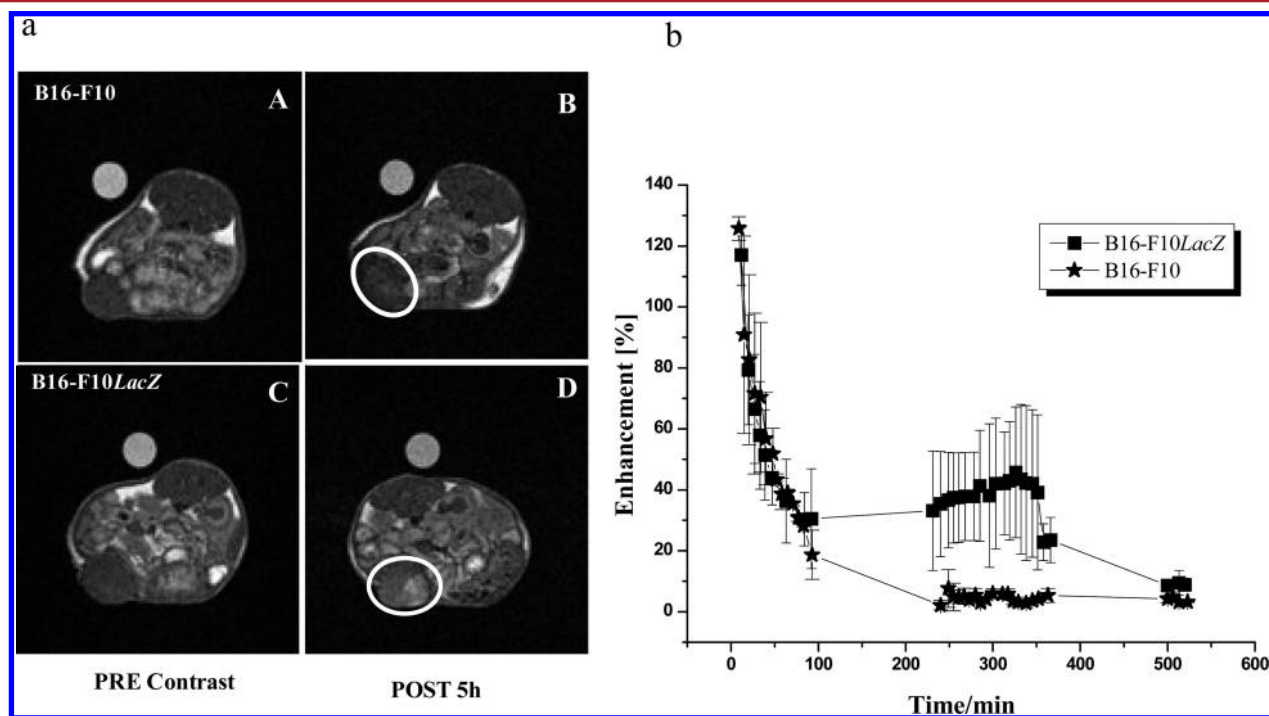 a
B16-F10
A
B
B16-F10LacZ
C
D
PRE Contrast
POST 5h
b
Enhancement [%]
140
120
100
80
60
40
20
0
B16-F10LacZ
B16-F10
0 100 200 300 400 500 600
Time/min